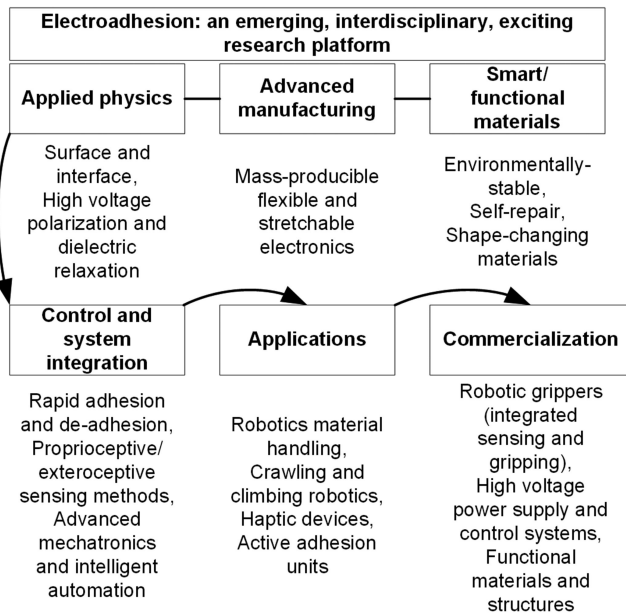 Electroadhesion: an emerging, interdisciplinary, exciting
research platform
Applied physics
Advanced
manufacturing
Smart/
functional
materials
Surface and
interface,
High voltage
polarization and
dielectric
relaxation
Mass-producible
flexible and
stretchable
electronics
Environmentally-
stable,
Self-repair,
Shape-changing
materials
Control and
system
integration
Applications
Commercialization
Rapid adhesion
and de-adhesion,
Proprioceptive/
exteroceptive
sensing methods,
Advanced
mechatronics
and intelligent
automation
Robotics material
handling,
Crawling and
climbing robotics,
Haptic devices,
Active adhesion
units
Robotic grippers
(integrated
sensing and
gripping),
High voltage
power supply and
control systems,
Functional
materials and
structures